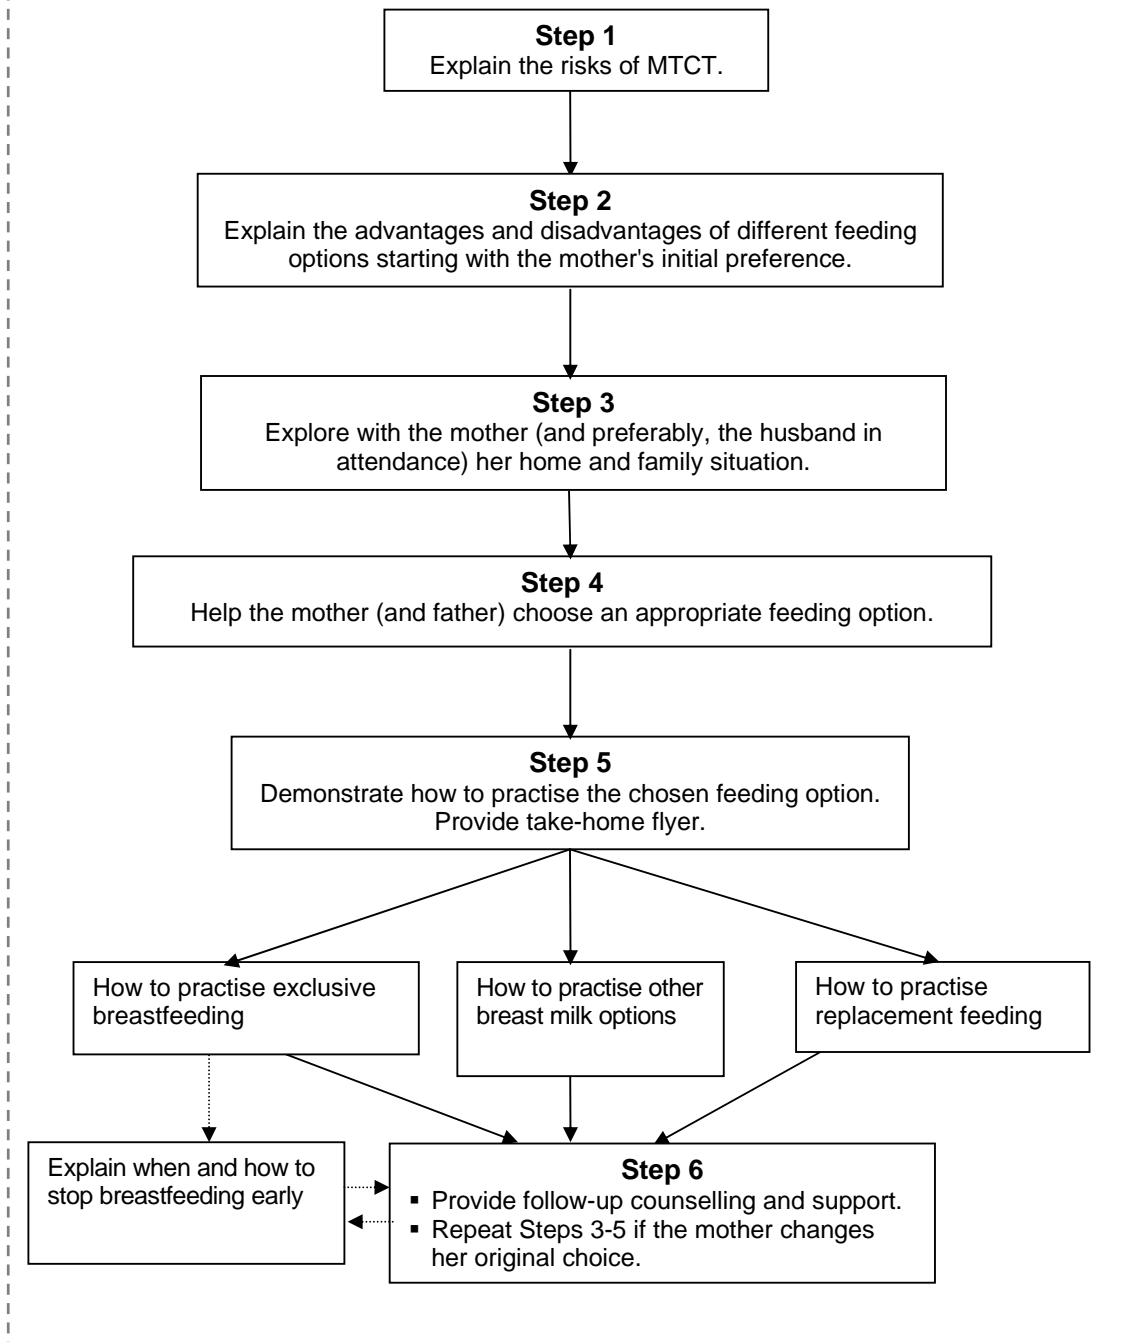 Step 1
Explain the risks of MTCT.
Step 2
Explain the advantages and disadvantages of different feeding
options starting with the mother's initial preference.
Step 3
Explore with the mother (and preferably, the husband in
attendance) her home and family situation.
Step 4
Help the mother (and father) choose an appropriate feeding option.
Step 5
Demonstrate how to practise the chosen feeding option.
Provide take-home flyer.
How to practise exclusive
breastfeeding
How to practise other
breast milk options
How to practise
replacement feeding
Explain when and how to
stop breastfeeding early
Step 6
▪ Provide follow-up counselling and support.
▪ Repeat Steps 3-5 if the mother changes
her original choice.